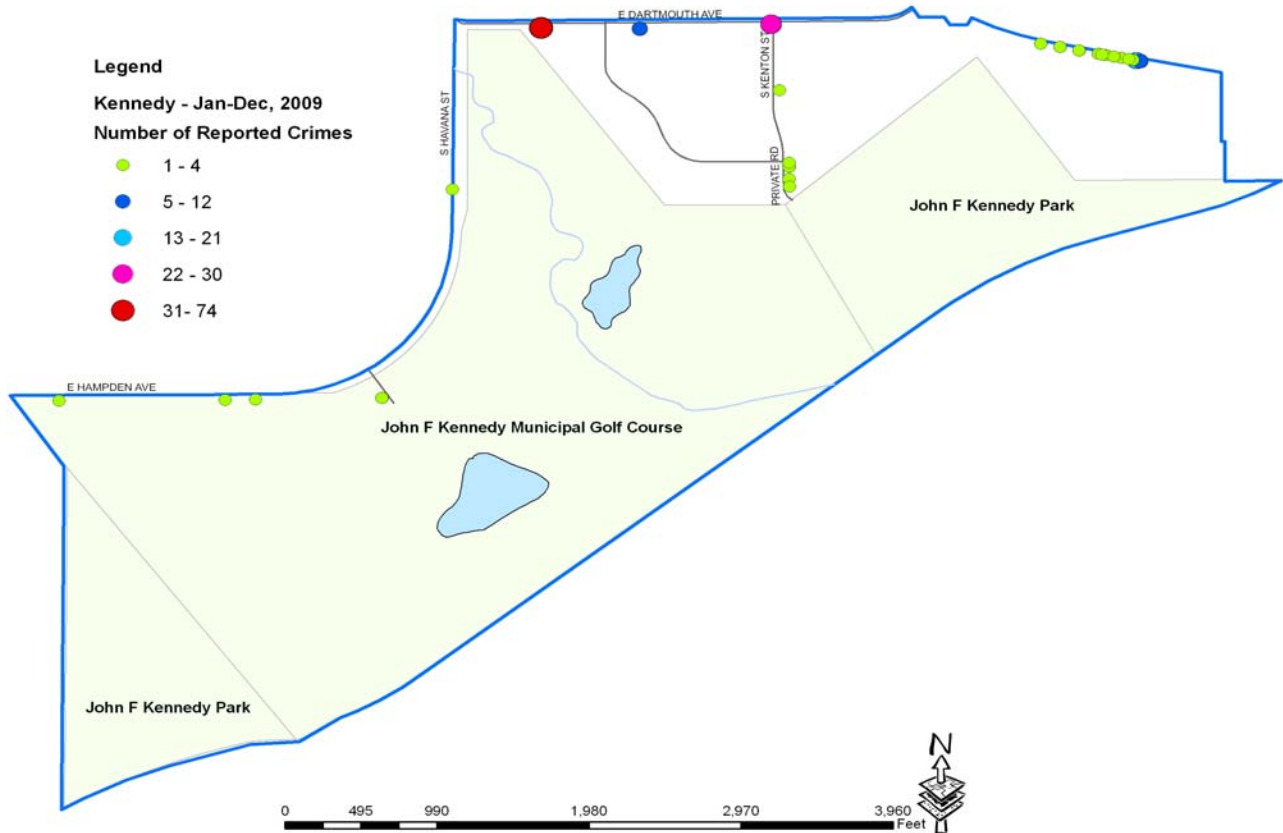 E DARTMOUTH AVE
Legend
Kennedy - Jan-Dec, 2009
Number of Reported Crimes
1 - 4
5 - 12
13 - 21
22 - 30
31- 74
S HAVANA ST
S KENTON ST
PRIVATE RD
John F Kennedy Park
E HAMPDEN AVE
John F Kennedy Municipal Golf Course
John F Kennedy Park
N
0 495 990 1,980 2,970 3,960
Feet